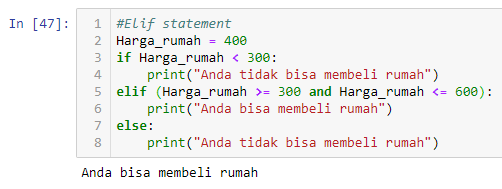 In [47]:
1 #Elif statement
2 Harga_rumah = 400
3 if Harga_rumah < 300:
4     print("Anda tidak bisa membeli rumah")
5 elif (Harga_rumah >= 300 and Harga_rumah <= 600):
6     print("Anda bisa membeli rumah")
7 else:
8     print("Anda tidak bisa membeli rumah")
Anda bisa membeli rumah